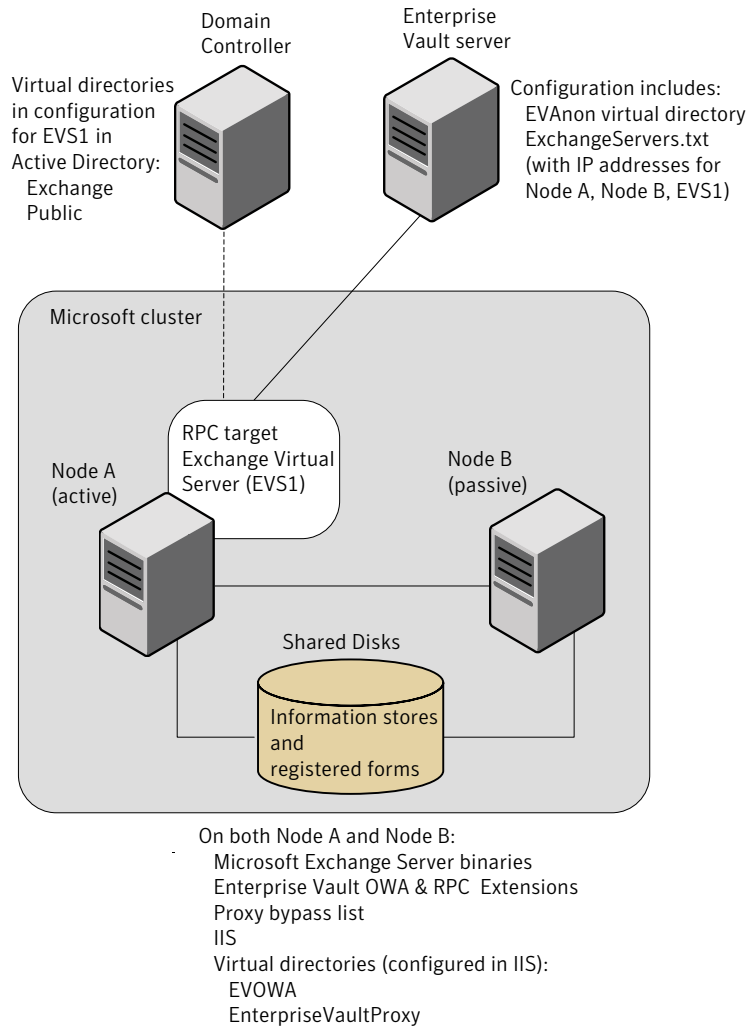 Domain
Controller
Enterprise
Vault server
Virtual directories
in configuration
for EVS1 in
Active Directory:
Exchange
Public
Configuration includes:
EVAnon virtual directory
ExchangeServers.txt
(with IP addresses for
Node A, Node B, EVS1)
Microsoft cluster
RPC target
Exchange Virtual
Server (EVS1)
Node A
(active)
Node B
(passive)
Shared Disks
Information stores
and
registered forms
On both Node A and Node B:
Microsoft Exchange Server binaries
Enterprise Vault OWA & RPC Extensions
Proxy bypass list
IIS
Virtual directories (configured in IIS):
EVOWA
EnterpriseVaultProxy